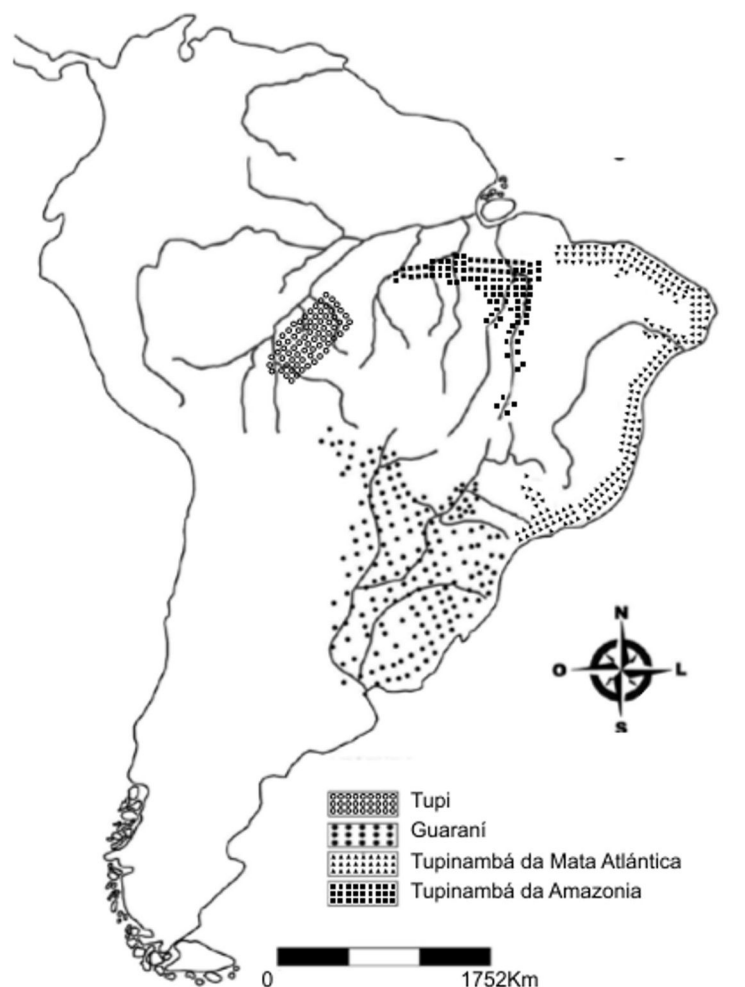 N
O L
S
Tupi
Guaraní
Tupinambá da Mata Atlántica
Tupinambá da Amazonia
0 1752Km